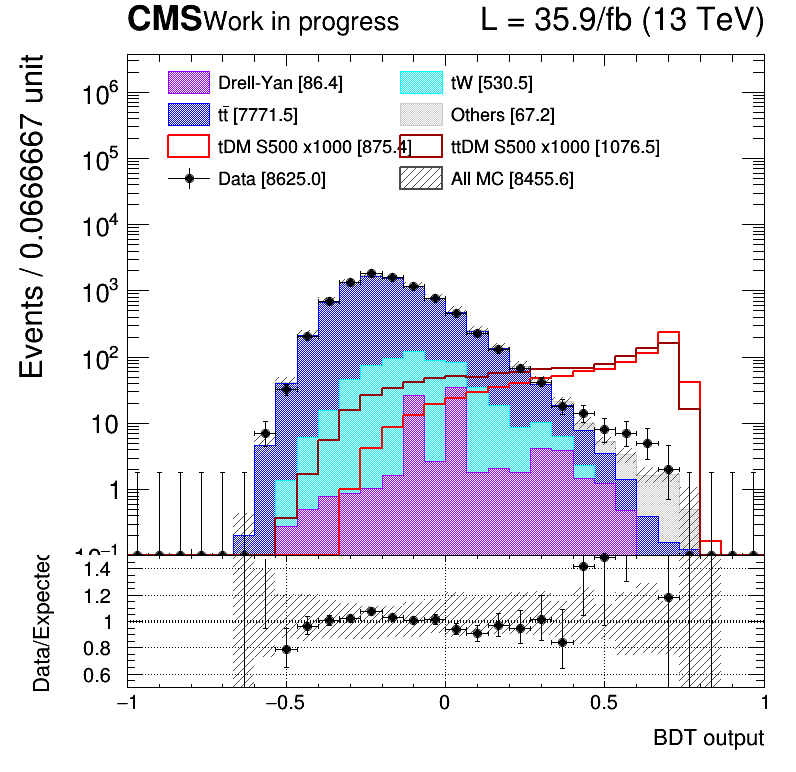 CMS Work in progress L = 35.9/fb (13 TeV)
Events / 0.0666667 unit
Drell-Yan [86.4] tW [530.5]
tt̄ [7771.5] Others [67.2]
tDM S500 x1000 [875.4] ttDM S500 x1000 [1076.5]
Data [8625.0] All MC [8455.6]
10⁶
10⁵
10⁴
10³
10²
10
1
10⁻¹
Data/Expected
1.4
1.2
1
0.8
0.6
−1 −0.5 0 0.5 1
BDT output